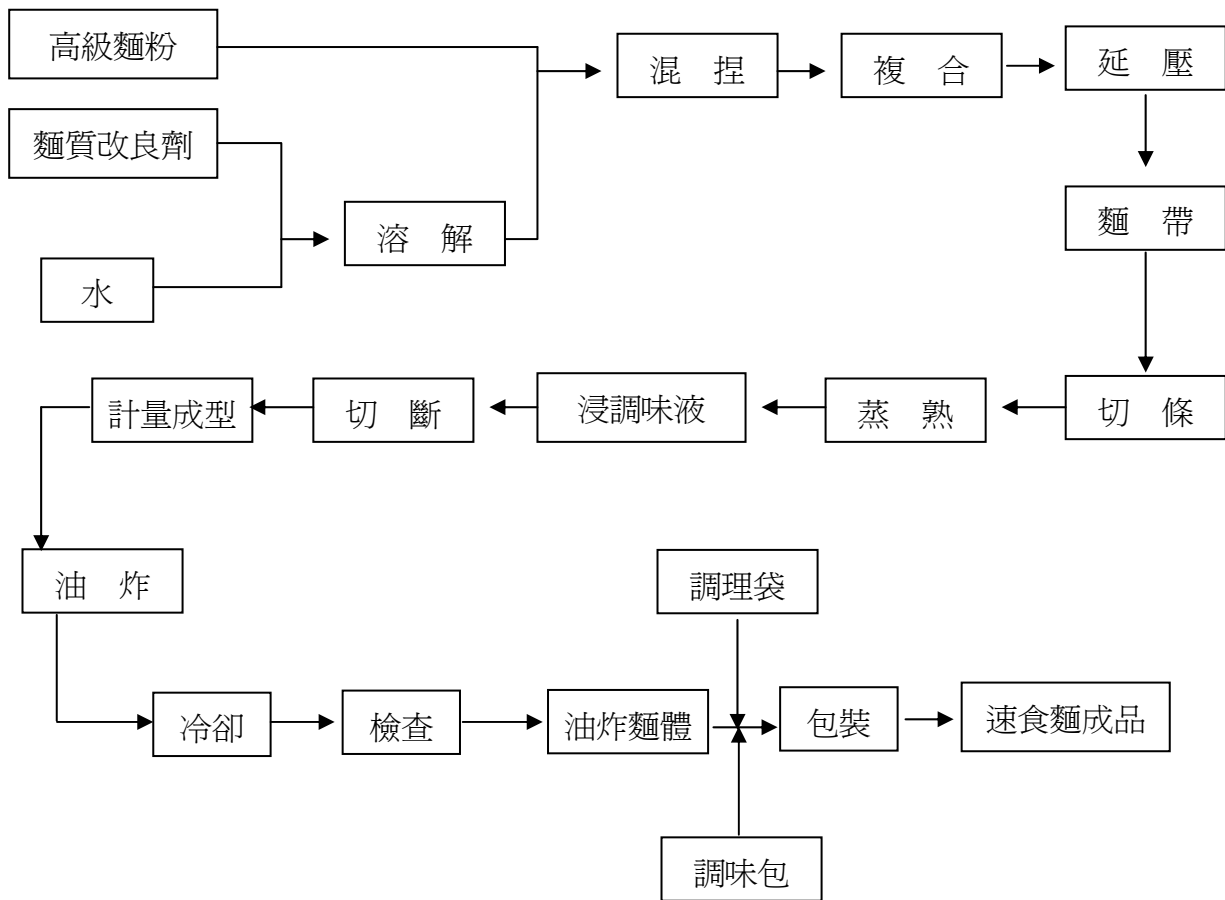 高級麵粉
混　捏
複　合
延　壓
麵質改良劑
溶　解
麵　帶
水
計量成型
切　斷
浸調味液
蒸　熟
切　條
油　炸
調理袋
冷卻
檢查
油炸麵體
包裝
速食麵成品
調味包